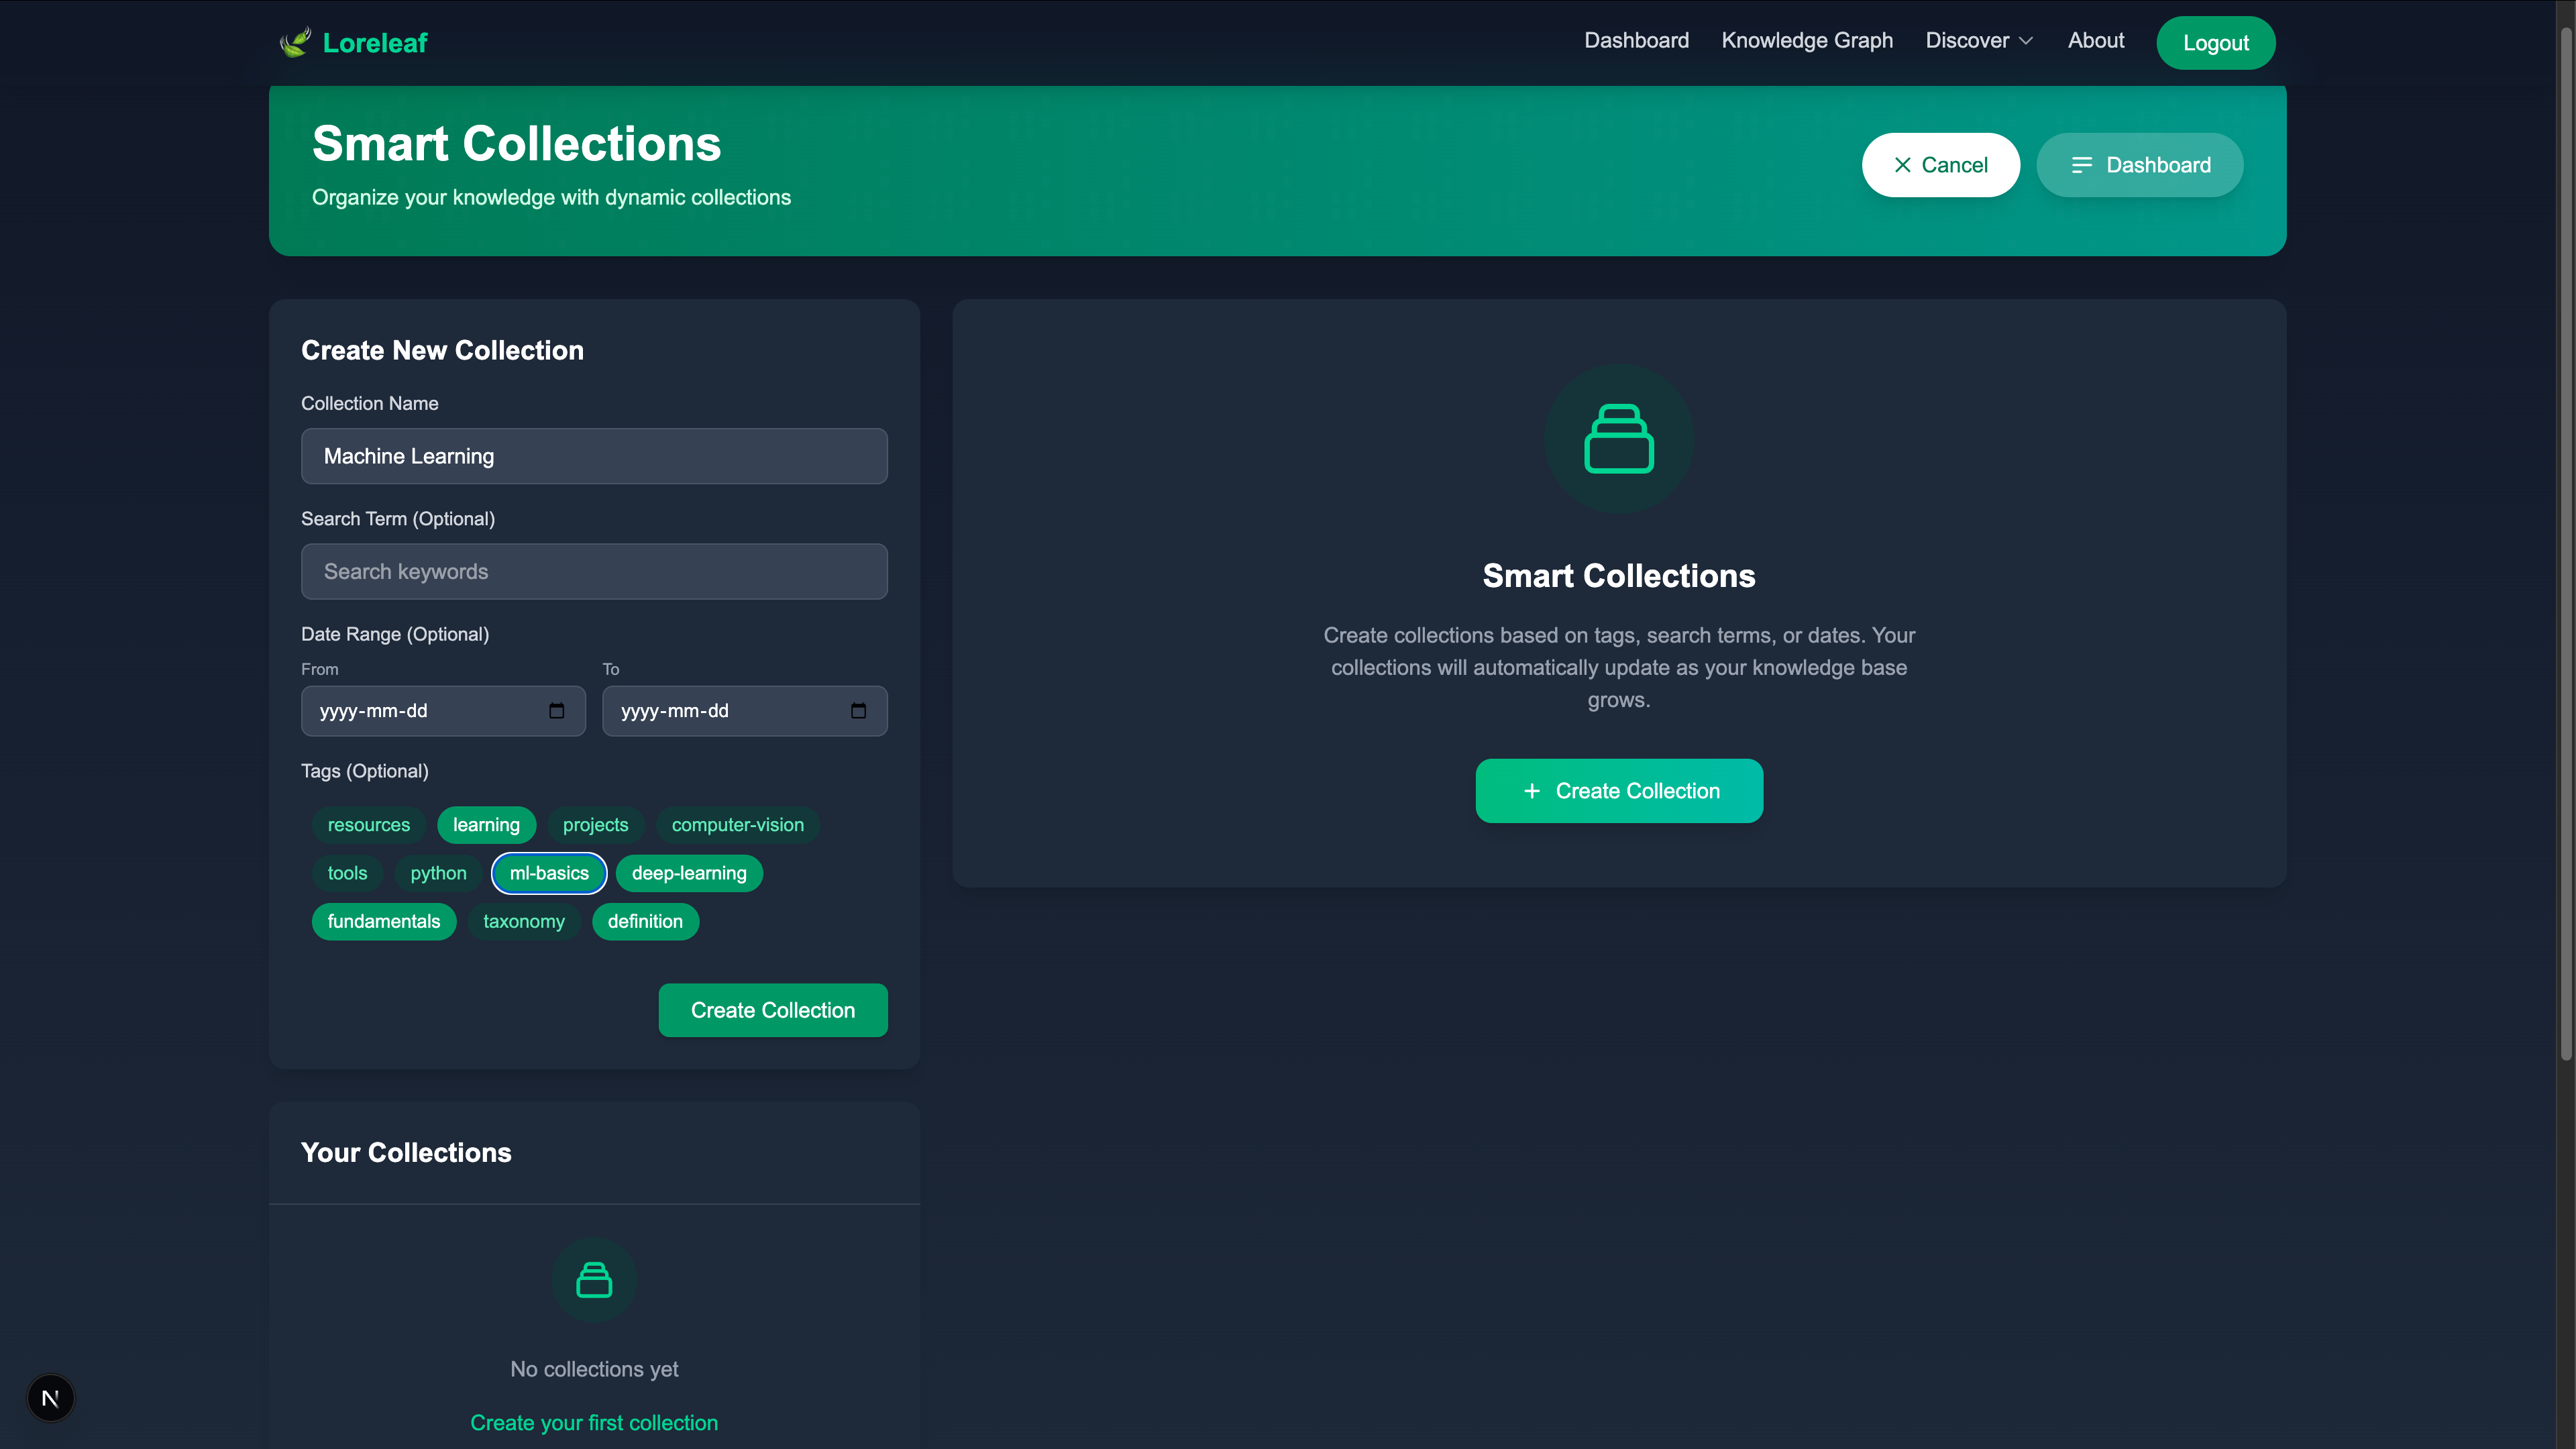 Loreleaf
Dashboard
Knowledge Graph
Discover
About
Logout
Smart Collections
Organize your knowledge with dynamic collections
Cancel
Dashboard
Create New Collection
Collection Name
Machine Learning
Search Term (Optional)
Search keywords
Date Range (Optional)
From
To
yyyy-mm-dd
yyyy-mm-dd
Tags (Optional)
resources
learning
projects
computer-vision
tools
python
ml-basics
deep-learning
fundamentals
taxonomy
definition
Create Collection
Smart Collections
Create collections based on tags, search terms, or dates. Your
collections will automatically update as your knowledge base
grows.
+ Create Collection
Your Collections
No collections yet
Create your first collection
N